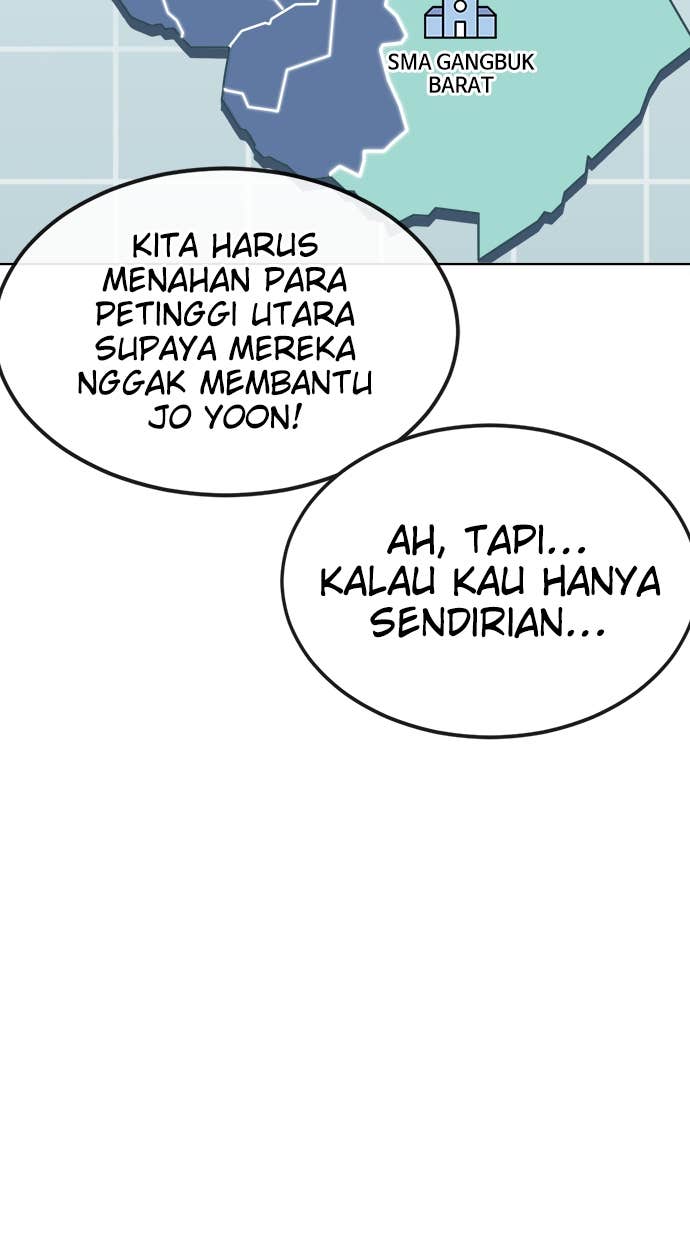 SMA GANGBUK
BARAT
KITA HARUS
MENAHAN PARA
PETINGGI UTARA
SUPAYA MEREKA
NGGAK MEMBANTU
JO YOON!
AH, TAPI...
KALAU KAU HANYA
SENDIRIAN...